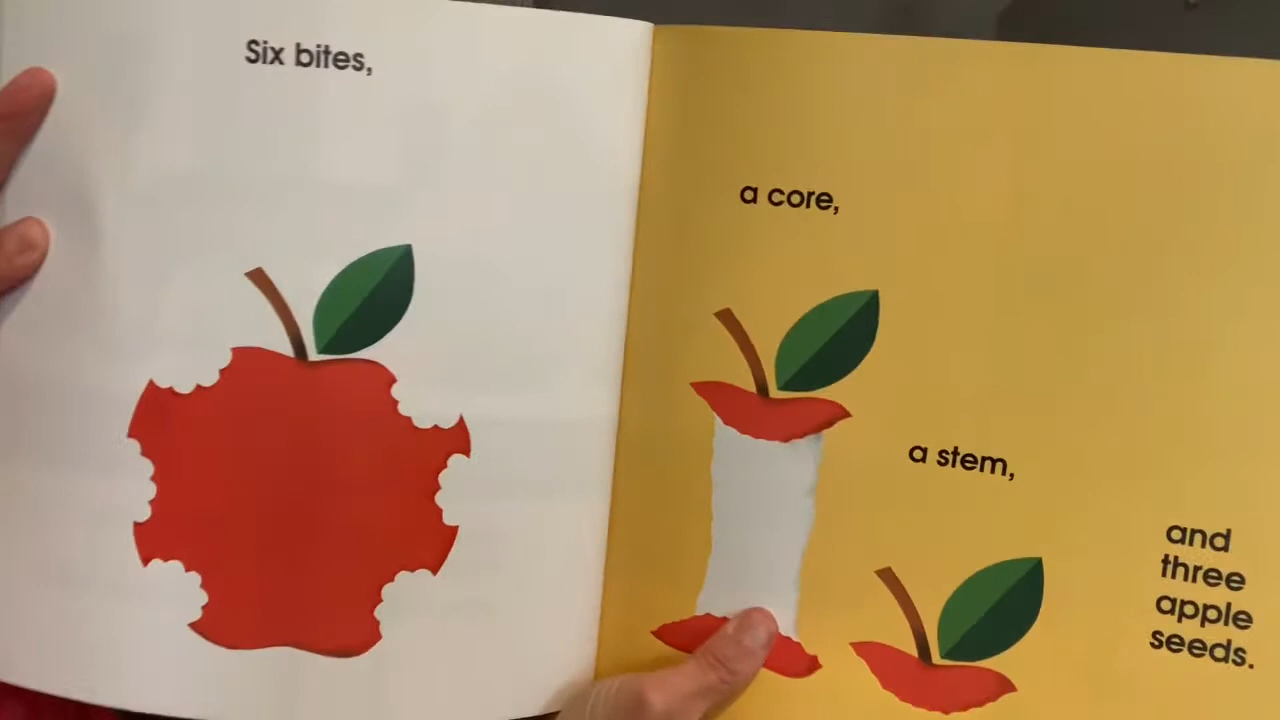 Six bites,
a core,
a stem,
and
three
apple
seeds.